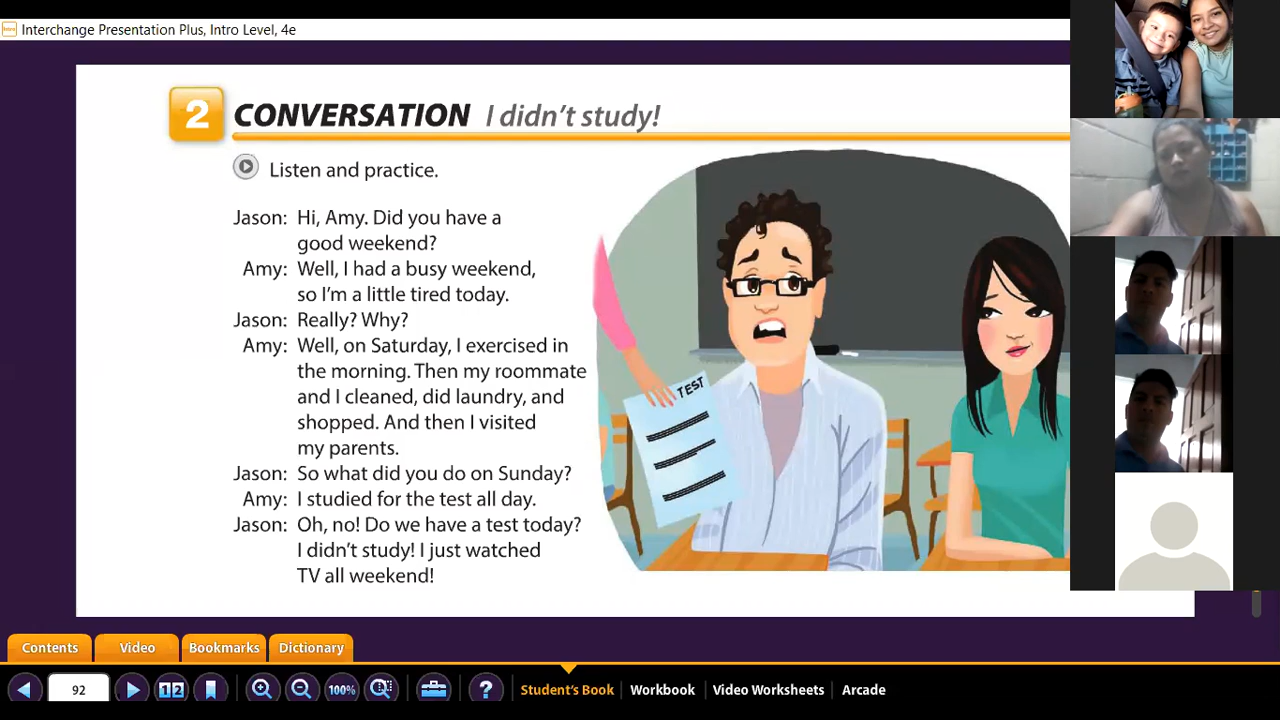 Interchange Presentation Plus, Intro Level, 4e
2 CONVERSATION I didn't study!
Listen and practice.
Jason: Hi, Amy. Did you have a
good weekend?
Amy: Well, I had a busy weekend,
so I'm a little tired today.
Jason: Really? Why?
Amy: Well, on Saturday, I exercised in
the morning. Then my roommate
and I cleaned, did laundry, and
shopped. And then I visited
my parents.
Jason: So what did you do on Sunday?
Amy: I studied for the test all day.
Jason: Oh, no! Do we have a test today?
I didn't study! I just watched
TV all weekend!
TEST
Contents Video Bookmarks Dictionary
92 1 2 100% ? Student's Book Workbook Video Worksheets Arcade